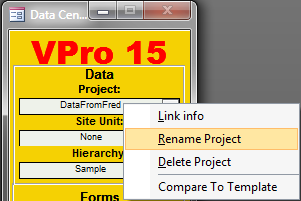 Data Cen...
VPro 15
Data
Project:
DataFromFred
Site Unit:
None
Hierarchy
Sample
Forms
Link info
Rename Project
Delete Project
Compare To Template